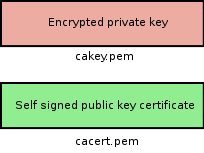 Encrypted private key
cakey.pem
Self signed public key certificate
cacert.pem